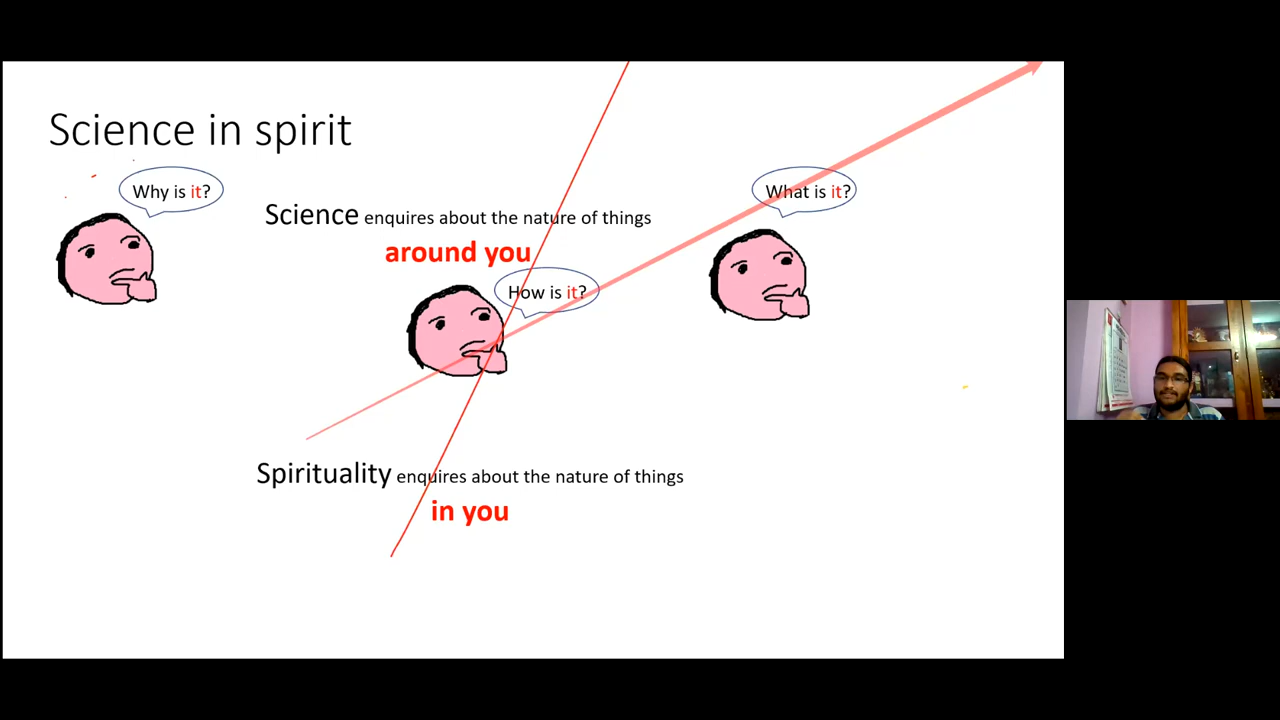 Science in spirit
Why is it?
What is it?
Science enquires about the nature of things
around you
How is it?
Spirituality enquires about the nature of things
in you